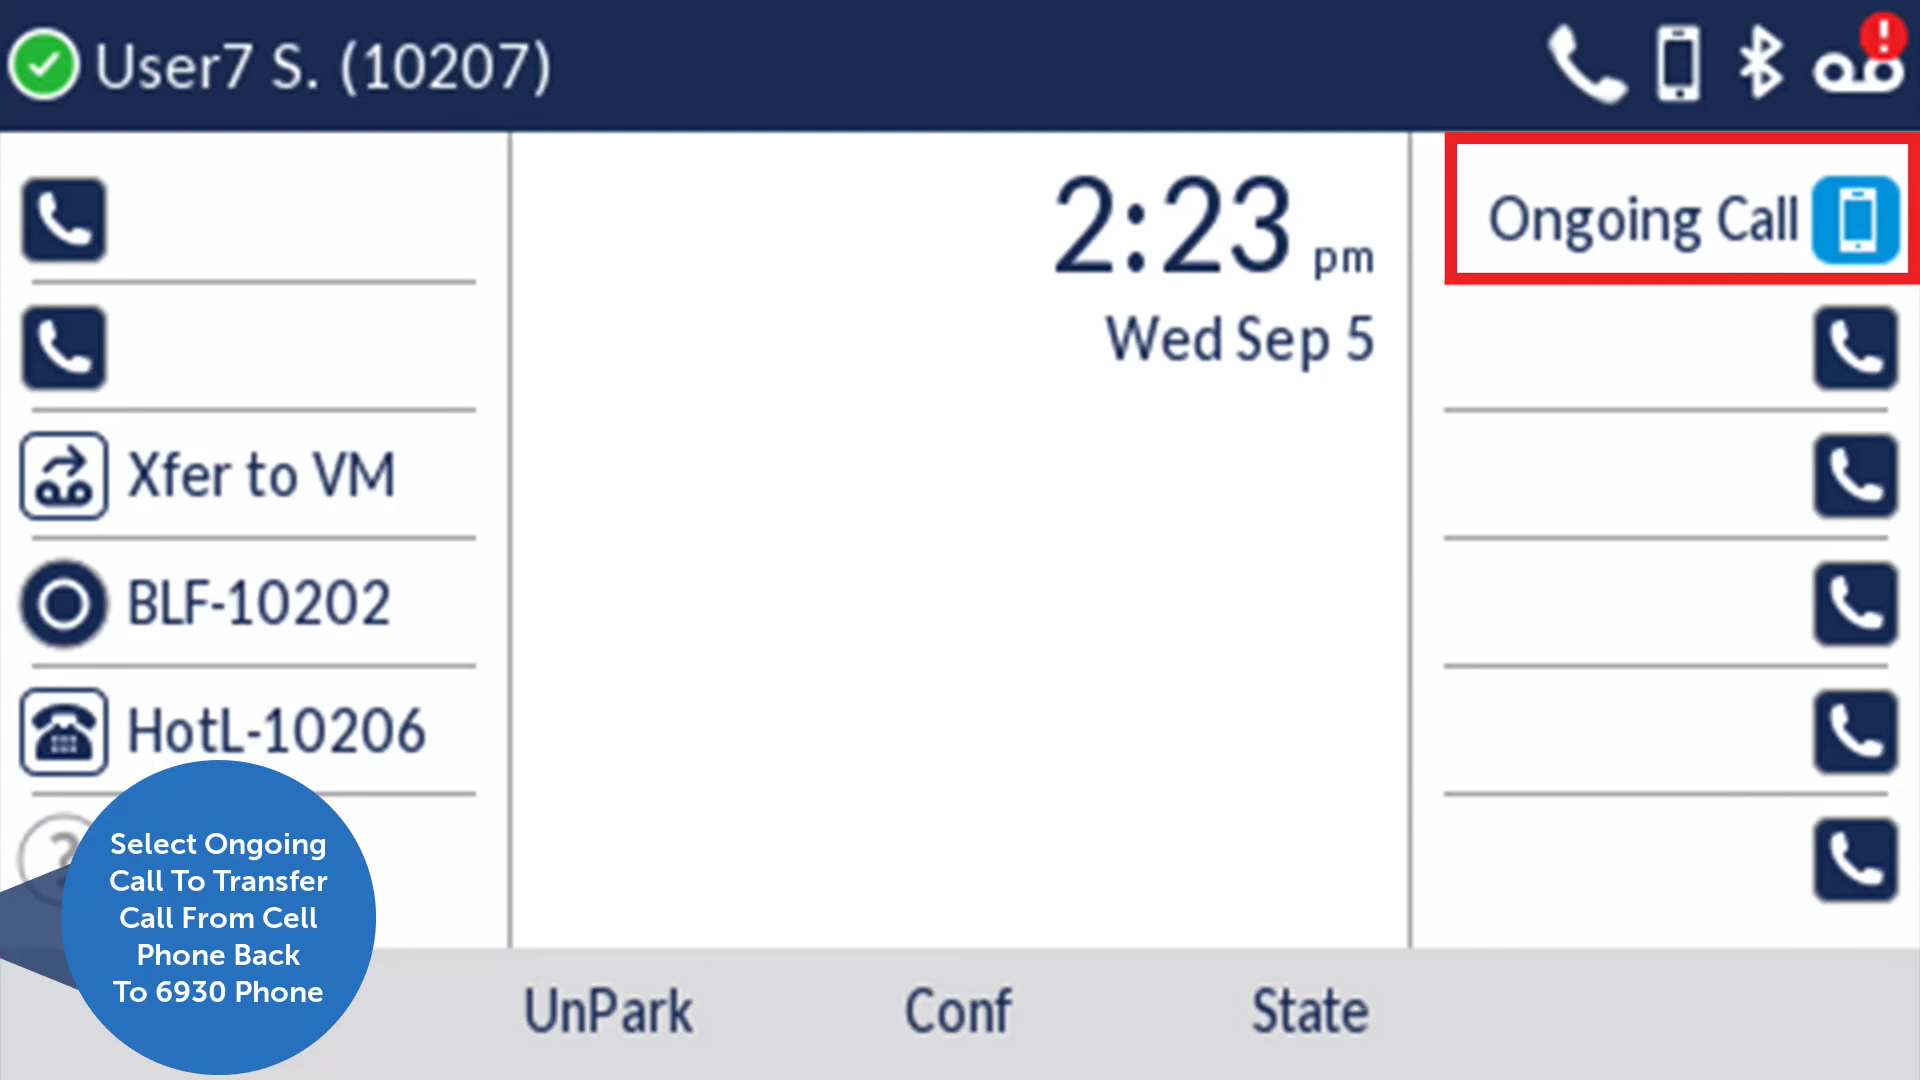 User7 S. (10207)
2:23 pm
Wed Sep 5
Ongoing Call
Xfer to VM
BLF-10202
HotL-10206
?
Select Ongoing
Call To Transfer
Call From Cell
Phone Back
To 6930 Phone
UnPark
Conf
State